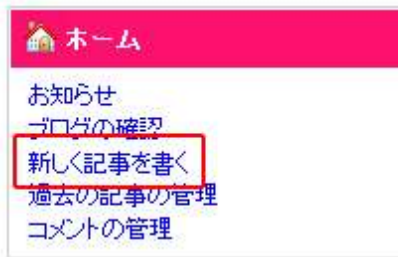 ホーム
お知らせ
ブログの確認
新しく記事を書く
過去の記事の管理
コメントの管理